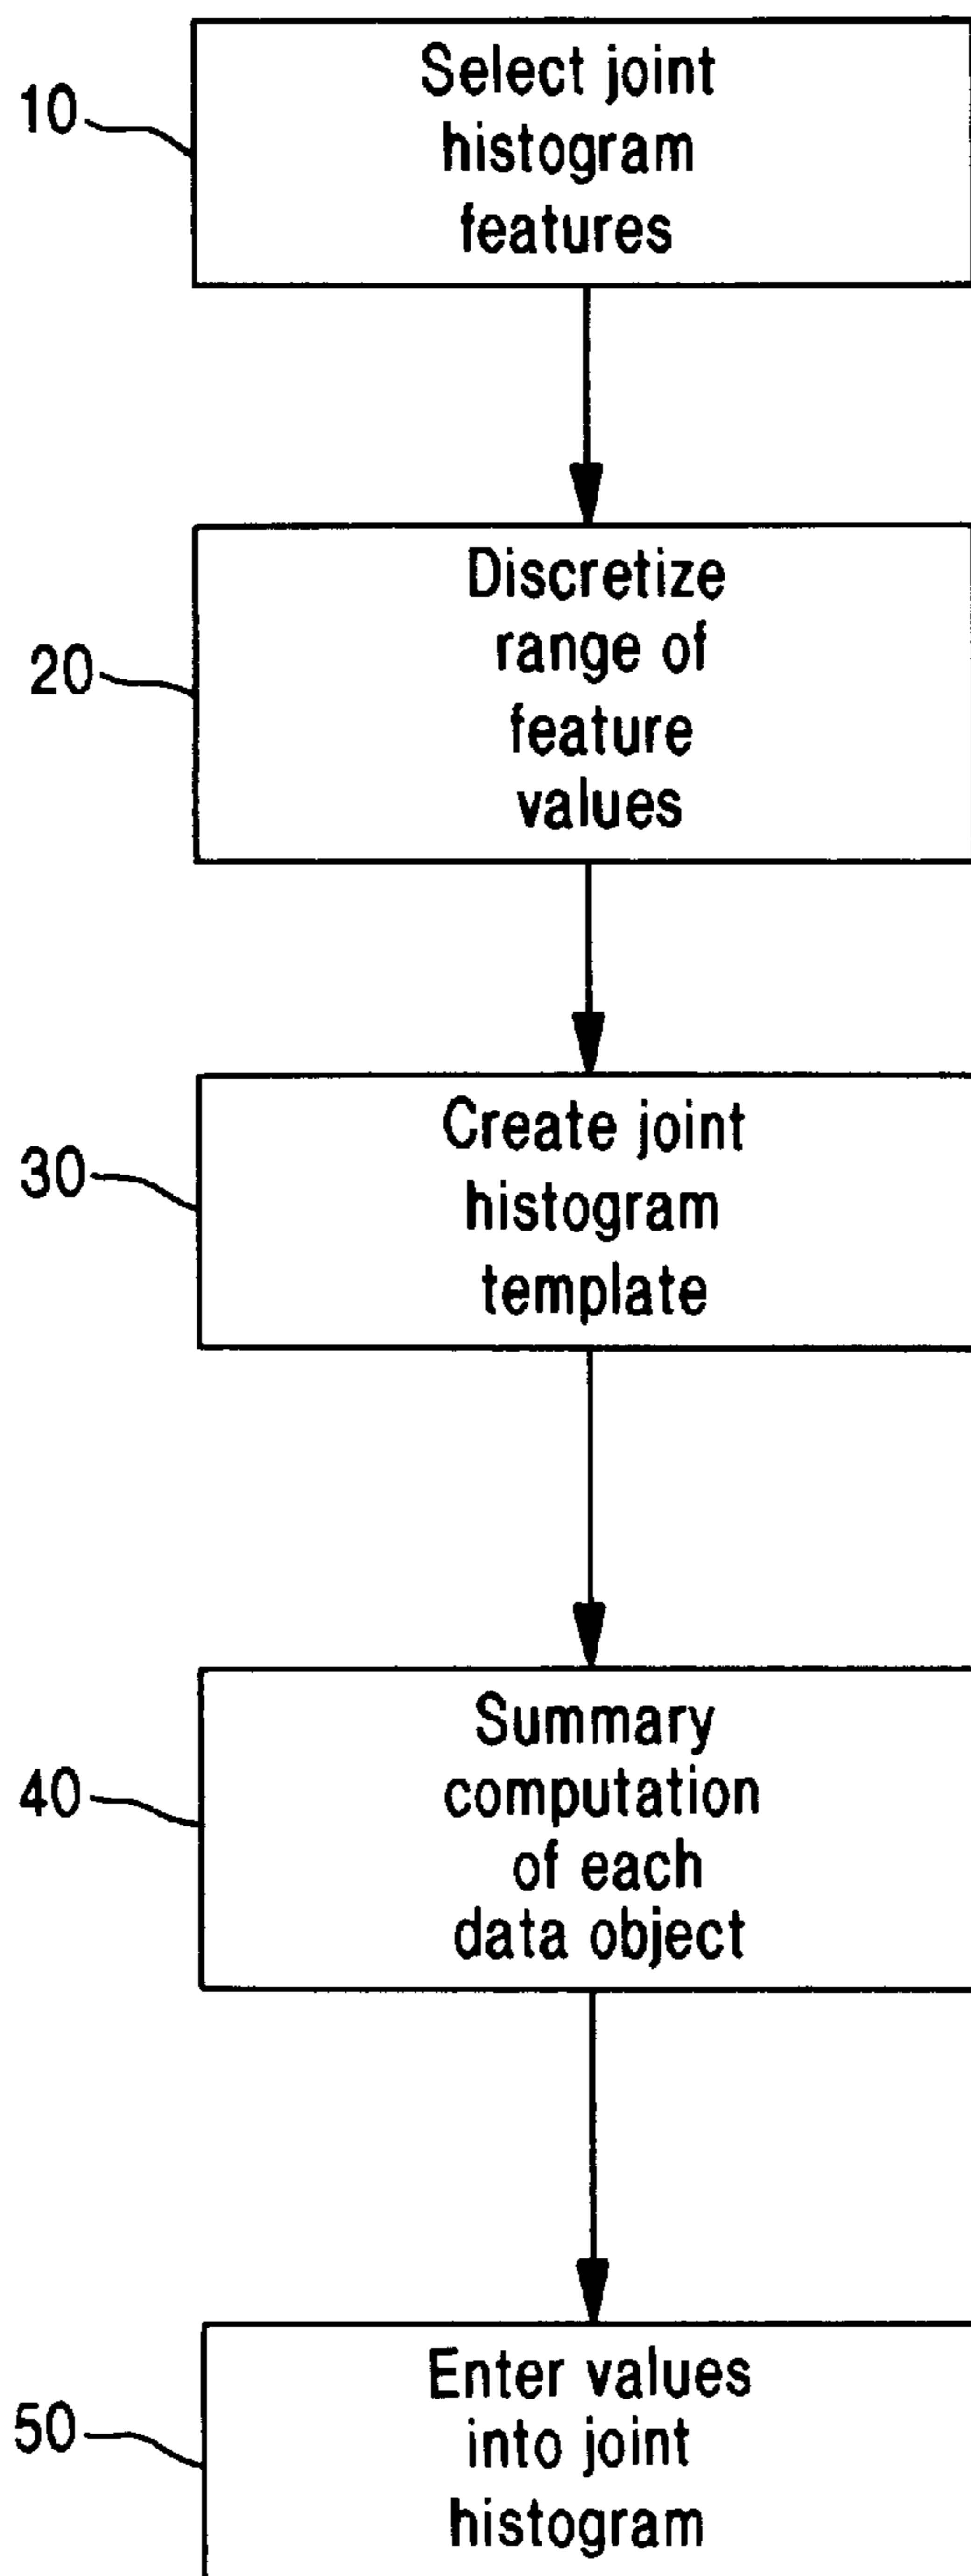 10
Select joint
histogram
features
20
Discretize
range of
feature
values
30
Create joint
histogram
template
40
Summary
computation
of each
data object
50
Enter values
into joint
histogram